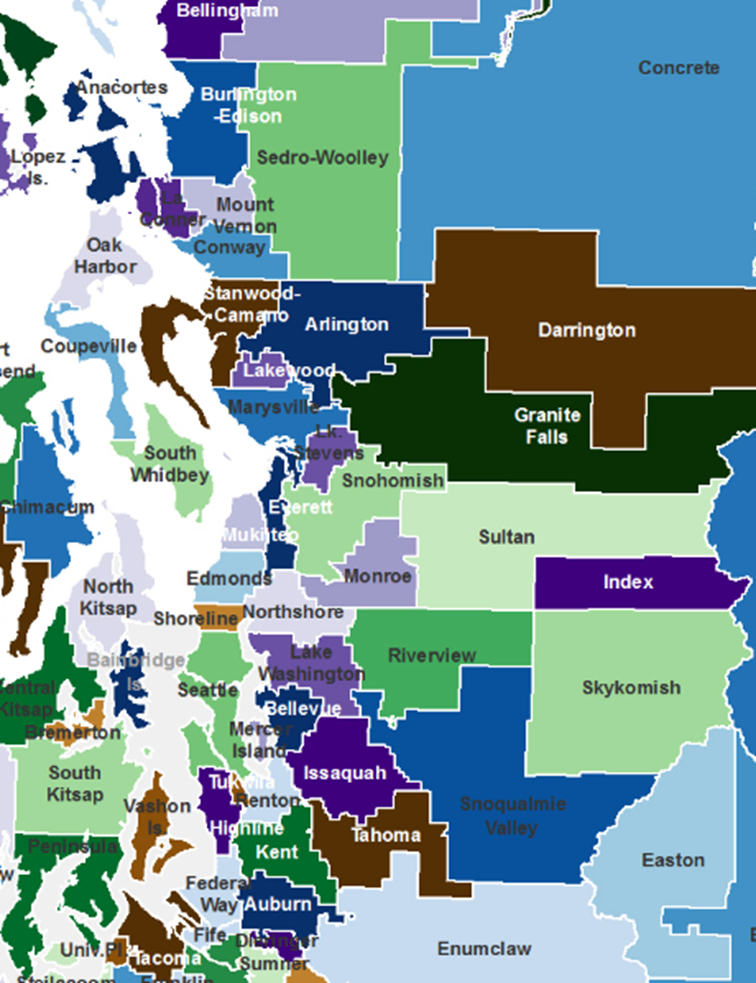 Bellingham
Concrete
Anacortes
Burlington
-Edison
Lopez
Is.
Sedro-Woolley
La
Conner
Mount
Vernon
Oak
Harbor
Conway
Stanwood-
Camano
Arlington
Darrington
Coupeville
Lakewood
Marysville
Granite
Falls
Lk.
Stevens
South
Whidbey
Snohomish
Chimacum
Everett
Mukilteo
Sultan
Edmonds
Monroe
Index
North
Kitsap
Shoreline
Northshore
Bainbridge
Is.
Lake
Washington
Riverview
Seattle
Skykomish
Central
Kitsap
Bellevue
Bremerton
Mercer
Island
South
Kitsap
Issaquah
Tukwila
Renton
Vashon
Is.
Snoqualmie
Valley
Highline
Tahoma
Peninsula
Kent
Easton
Federal
Way
Auburn
Fife
Dieringer
Univ.Pl.
Tacoma
Sumner
Enumclaw
Steilacoom
Franklin